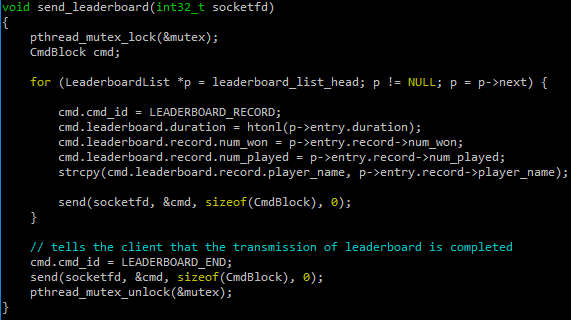 void send_leaderboard(int32_t socketfd)
{
    pthread_mutex_lock(&mutex);
    CmdBlock cmd;

    for (LeaderboardList *p = leaderboard_list_head; p != NULL; p = p->next) {

        cmd.cmd_id = LEADERBOARD_RECORD;
        cmd.leaderboard.duration = htonl(p->entry.duration);
        cmd.leaderboard.record.num_won = p->entry.record->num_won;
        cmd.leaderboard.record.num_played = p->entry.record->num_played;
        strcpy(cmd.leaderboard.record.player_name, p->entry.record->player_name);

        send(socketfd, &cmd, sizeof(CmdBlock), 0);
    }

    // tells the client that the transmission of leaderboard is completed
    cmd.cmd_id = LEADERBOARD_END;
    send(socketfd, &cmd, sizeof(CmdBlock), 0);
    pthread_mutex_unlock(&mutex);
}